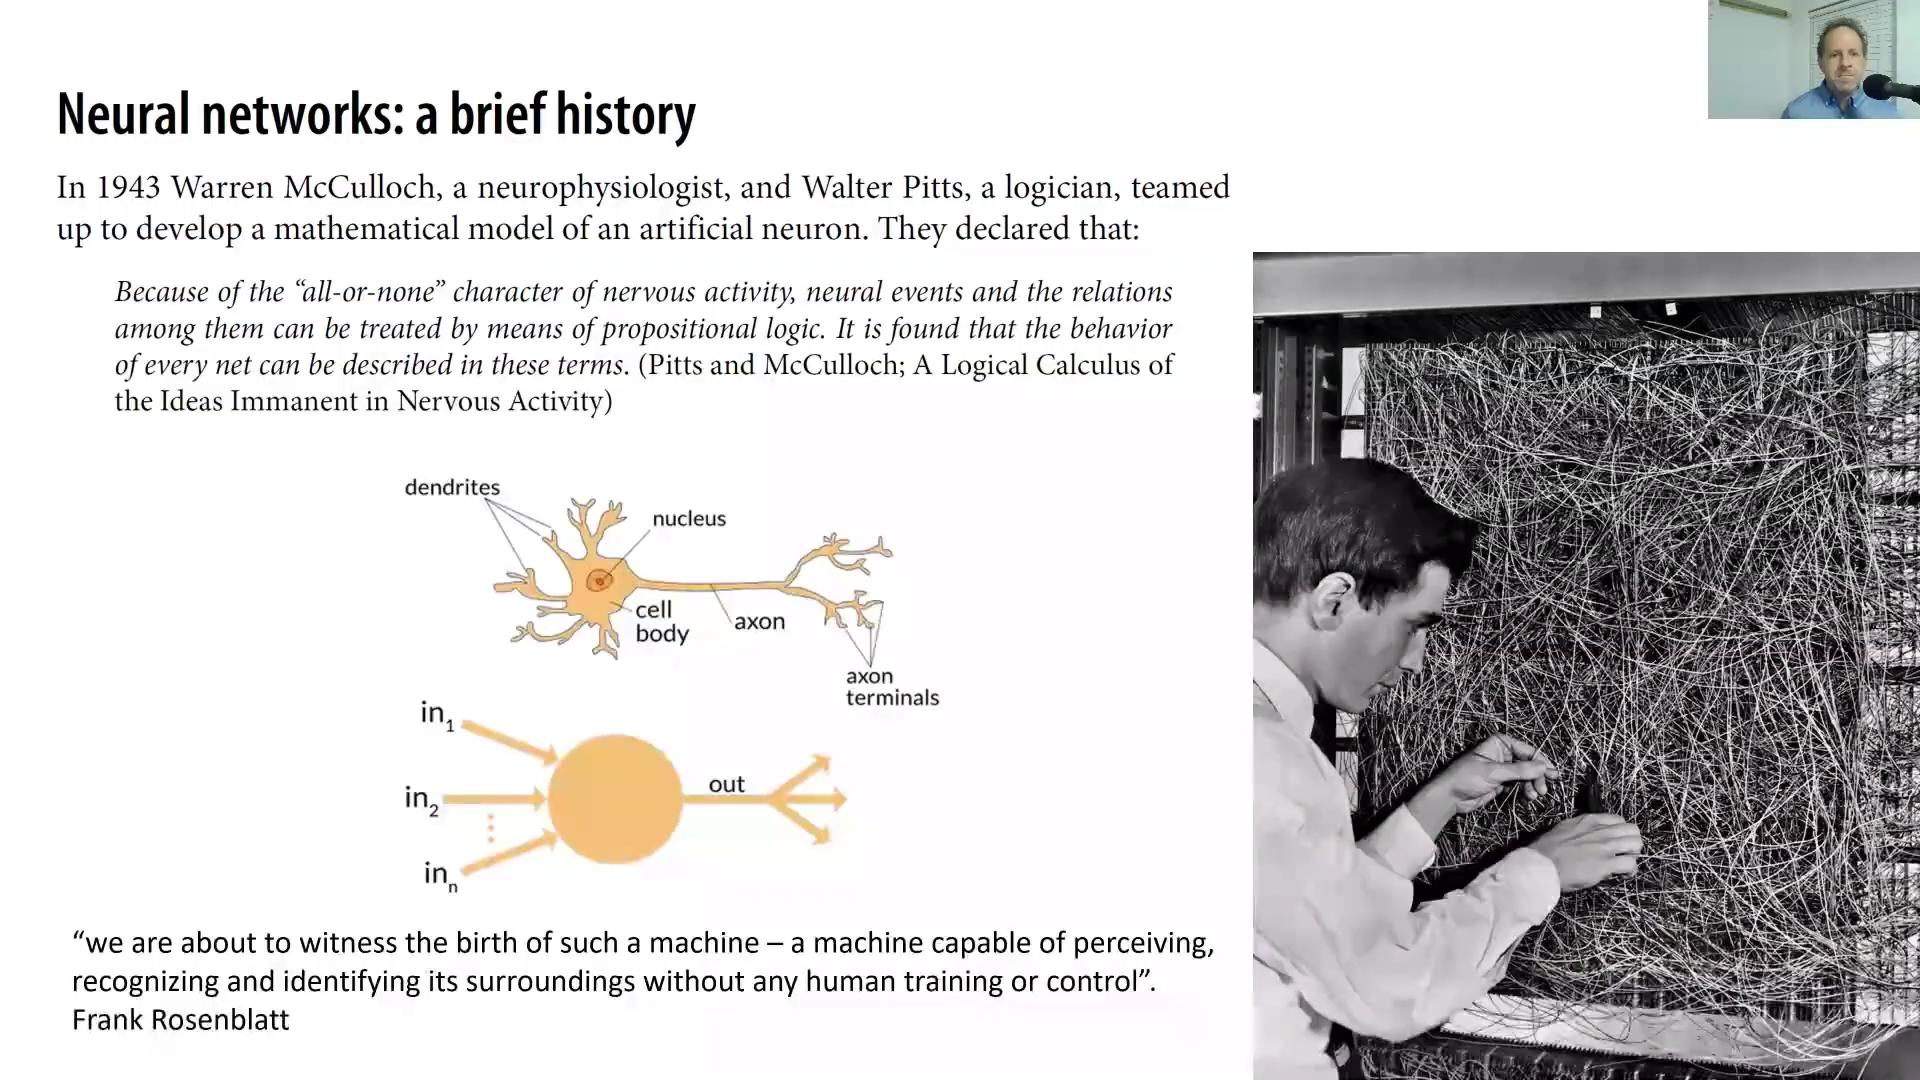 Neural networks: a brief history
In 1943 Warren McCulloch, a neurophysiologist, and Walter Pitts, a logician, teamed
up to develop a mathematical model of an artificial neuron. They declared that:
Because of the “all-or-none” character of nervous activity, neural events and the relations
among them can be treated by means of propositional logic. It is found that the behavior
of every net can be described in these terms. (Pitts and McCulloch; A Logical Calculus of
the Ideas Immanent in Nervous Activity)
dendrites
nucleus
cell
body
axon
axon
terminals
in1
in2
out
inn
“we are about to witness the birth of such a machine – a machine capable of perceiving,
recognizing and identifying its surroundings without any human training or control”.
Frank Rosenblatt